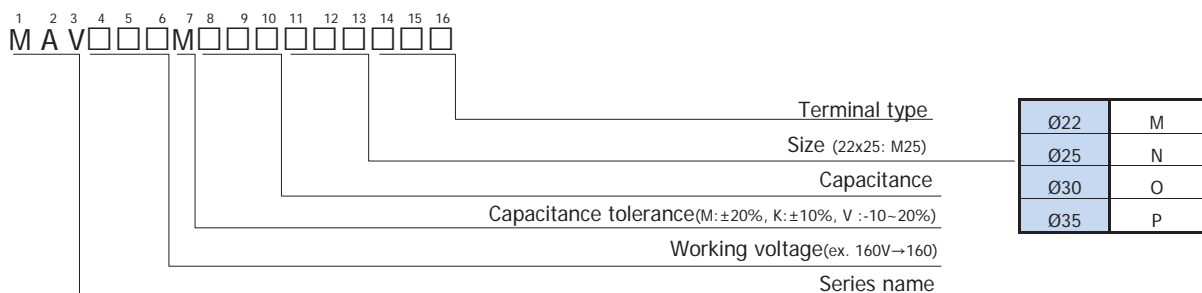 1 2 3 4 5 6 7 8 9 10 11 12 13 14 15 16
M A V□□□M□□□□□□□□□
Terminal type
Size (22x25: M25)
Capacitance
Capacitance tolerance(M:±20%, K:±10%, V :-10~20%)
Working voltage(ex. 160V→160)
Series name
Ø22 M
Ø25 N
Ø30 O
Ø35 P